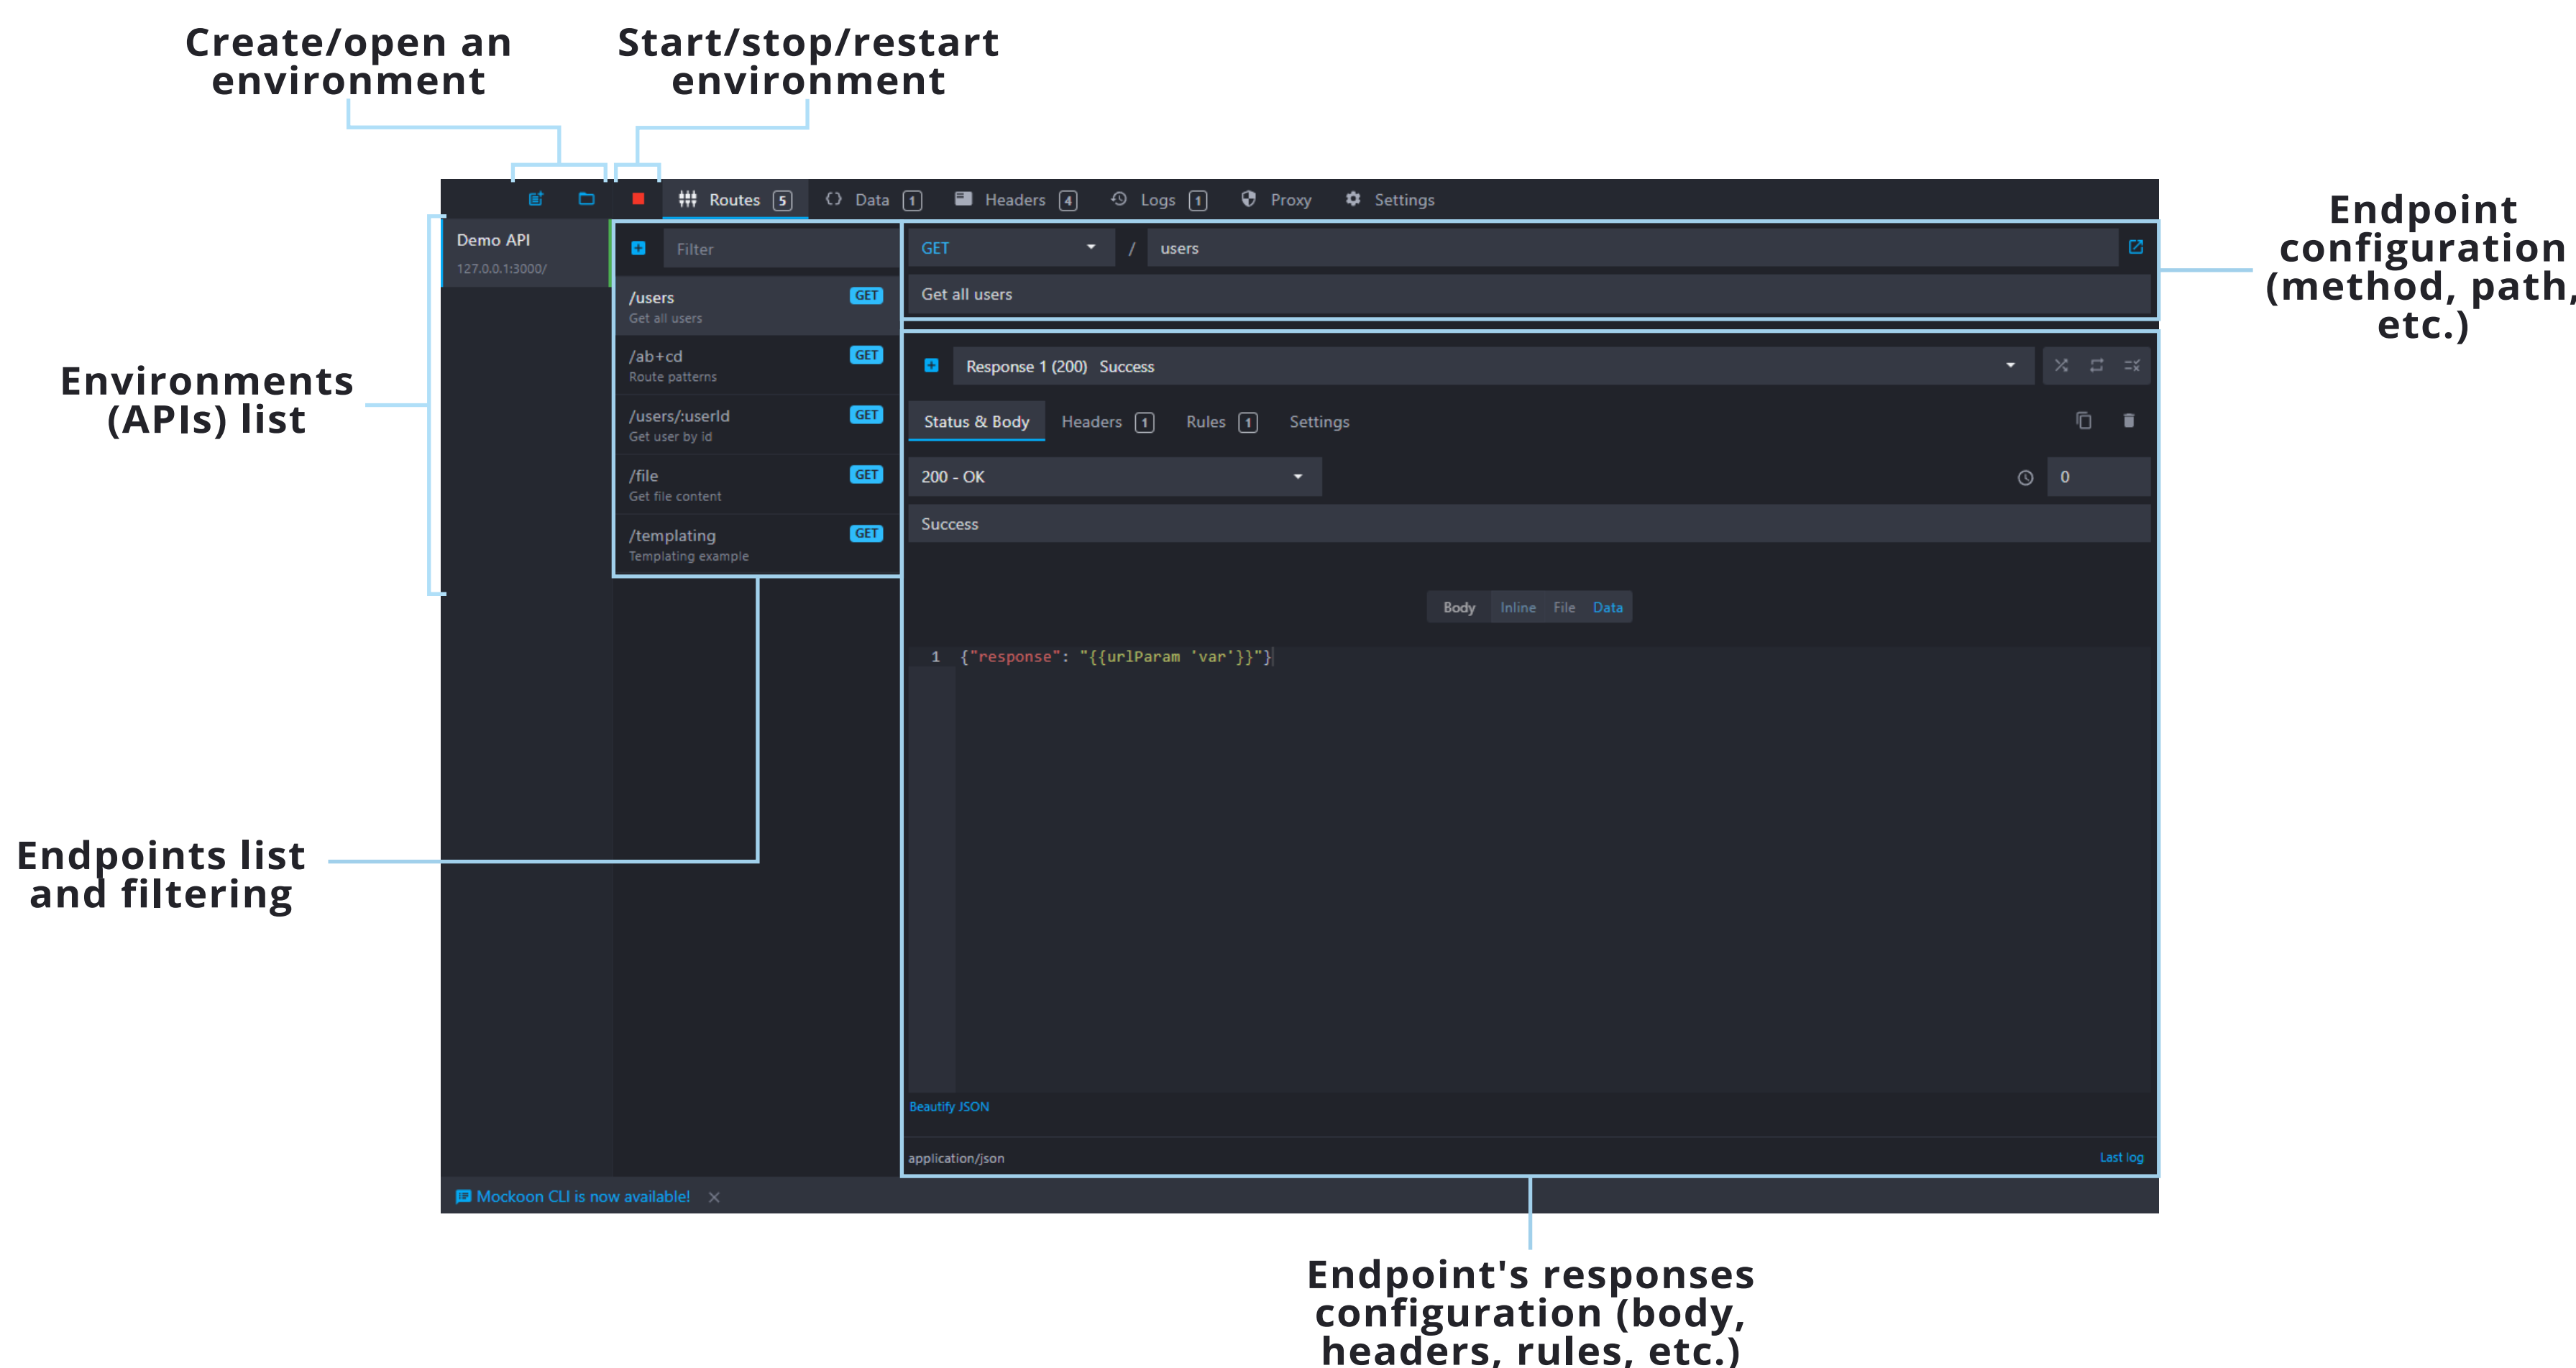 Create/open an
environment
Start/stop/restart
environment
Routes 5 Data 1 Headers 4 Logs 1 Proxy Settings
Endpoint
configuration
(method, path,
etc.)
Demo API
127.0.0.1:3000/
Filter
/users GET
Get all users
/ab+cd GET
Route patterns
/users/:userId GET
Get user by id
/file GET
Get file content
/templating GET
Templating example
GET / users
Get all users
Response 1 (200) Success
Status & Body Headers 1 Rules 1 Settings
200 - OK 0
Success
Body Inline File Data
1 {"response": "{{urlParam 'var'}}"}
Beautify JSON
application/json Last log
Mockoon CLI is now available!
Environments
(APIs) list
Endpoints list
and filtering
Endpoint's responses
configuration (body,
headers, rules, etc.)